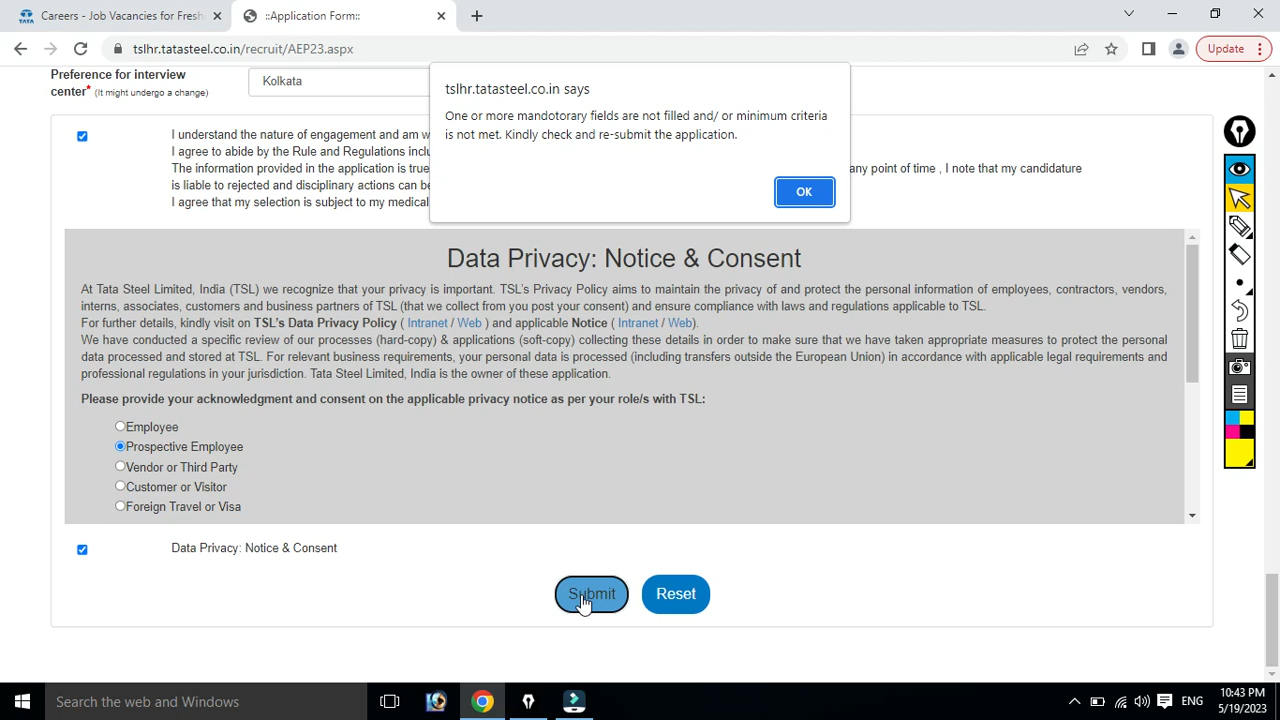 TATA
Careers - Job Vacancies for Fresh
::Application Form::
tslhr.tatasteel.co.in/recruit/AEP23.aspx
Update
Preference for interview
center* (It might undergo a change)
Kolkata
tslhr.tatasteel.co.in says
One or more mandotorary fields are not filled and/ or minimum criteria
is not met. Kindly check and re-submit the application.
OK
I understand the nature of engagement and am w
I agree to abide by the Rule and Regulations inclu
The information provided in the application is true any point of time , I note that my candidature
is liable to rejected and disciplinary actions can be
I agree that my selection is subject to my medical
Data Privacy: Notice & Consent
At Tata Steel Limited, India (TSL) we recognize that your privacy is important. TSL's Privacy Policy aims to maintain the privacy of and protect the personal information of employees, contractors, vendors,
interns, associates, customers and business partners of TSL (that we collect from you post your consent) and ensure compliance with laws and regulations applicable to TSL.
For further details, kindly visit on TSL's Data Privacy Policy ( Intranet / Web ) and applicable Notice ( Intranet / Web).
We have conducted a specific review of our processes (hard-copy) & applications (soft-copy) collecting these details in order to make sure that we have taken appropriate measures to protect the personal
data processed and stored at TSL. For relevant business requirements, your personal data is processed (including transfers outside the European Union) in accordance with applicable legal requirements and
professional regulations in your jurisdiction. Tata Steel Limited, India is the owner of these application.
Please provide your acknowledgment and consent on the applicable privacy notice as per your role/s with TSL:
Employee
Prospective Employee
Vendor or Third Party
Customer or Visitor
Foreign Travel or Visa
Data Privacy: Notice & Consent
Submit Reset
Search the web and Windows
ENG
10:43 PM
5/19/2023